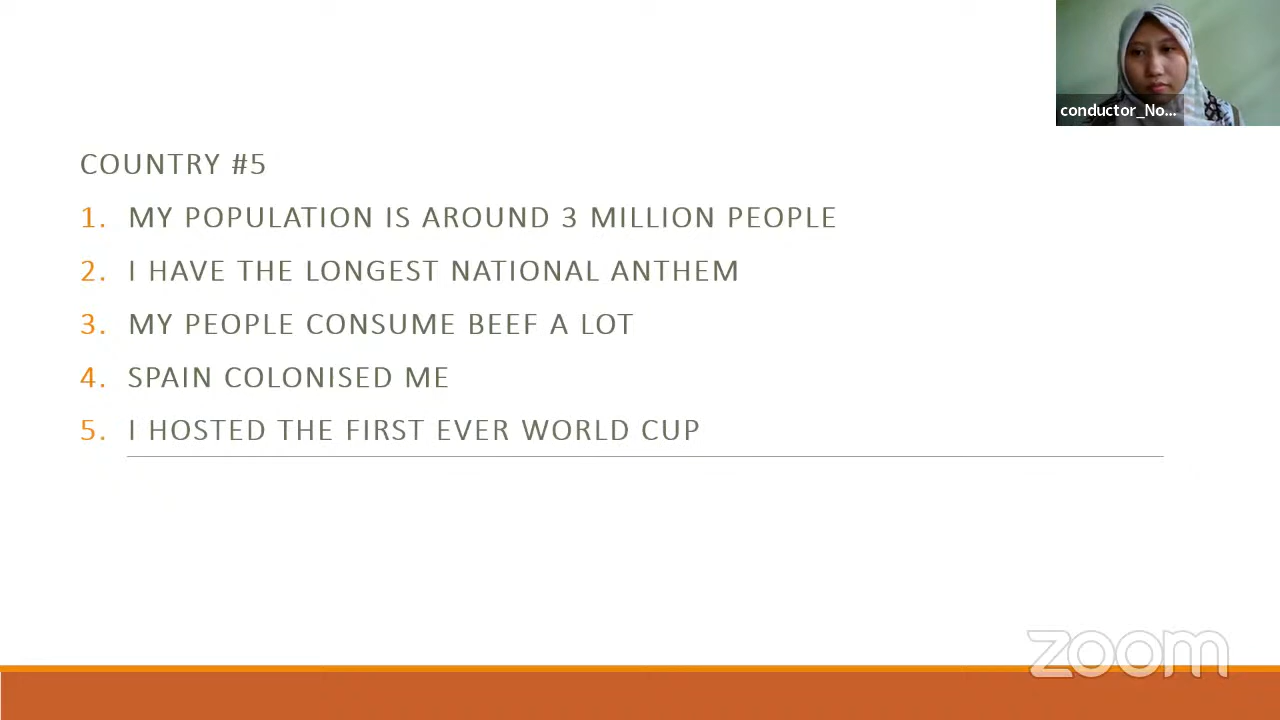 conductor_No...
COUNTRY #5
1. MY POPULATION IS AROUND 3 MILLION PEOPLE
2. I HAVE THE LONGEST NATIONAL ANTHEM
3. MY PEOPLE CONSUME BEEF A LOT
4. SPAIN COLONISED ME
5. I HOSTED THE FIRST EVER WORLD CUP
zoom